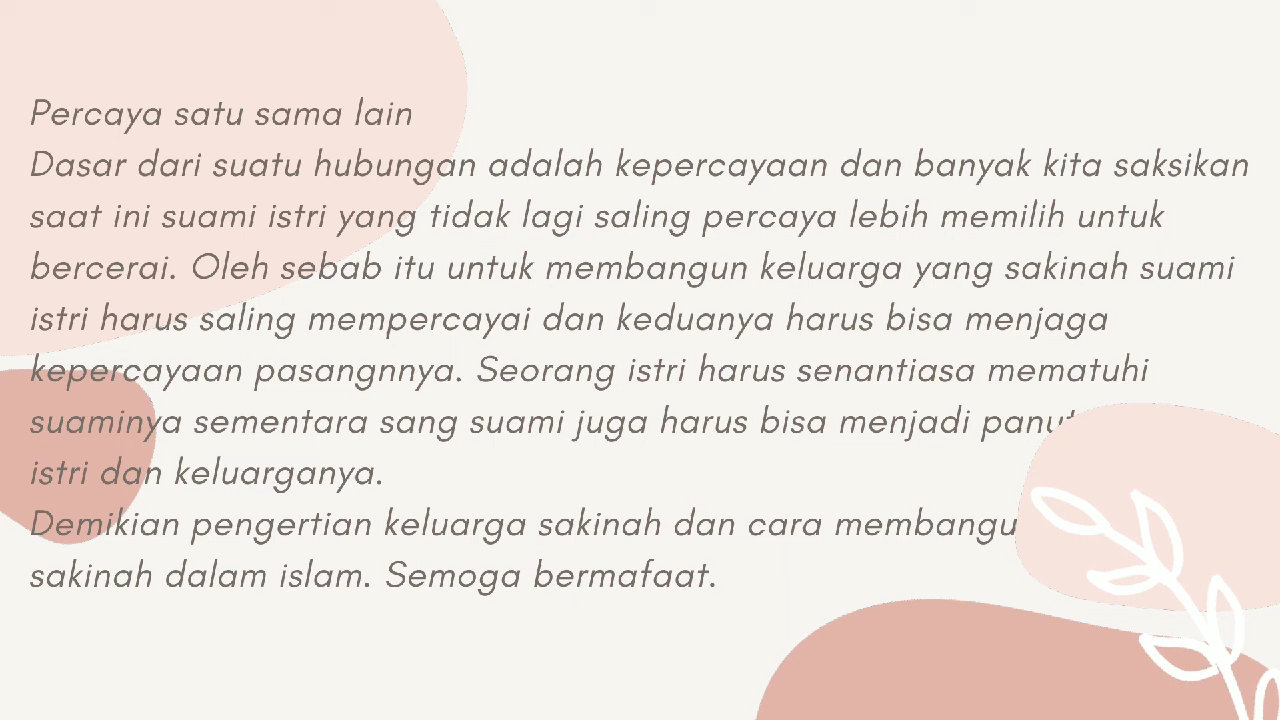 Percaya satu sama lain
Dasar dari suatu hubungan adalah kepercayaan dan banyak kita saksikan
saat ini suami istri yang tidak lagi saling percaya lebih memilih untuk
bercerai. Oleh sebab itu untuk membangun keluarga yang sakinah suami
istri harus saling mempercayai dan keduanya harus bisa menjaga
kepercayaan pasangnnya. Seorang istri harus senantiasa mematuhi
suaminya sementara sang suami juga harus bisa menjadi
istri dan keluarganya.
Demikian pengertian keluarga sakinah dan cara
sakinah dalam islam. Semoga bermafaat.